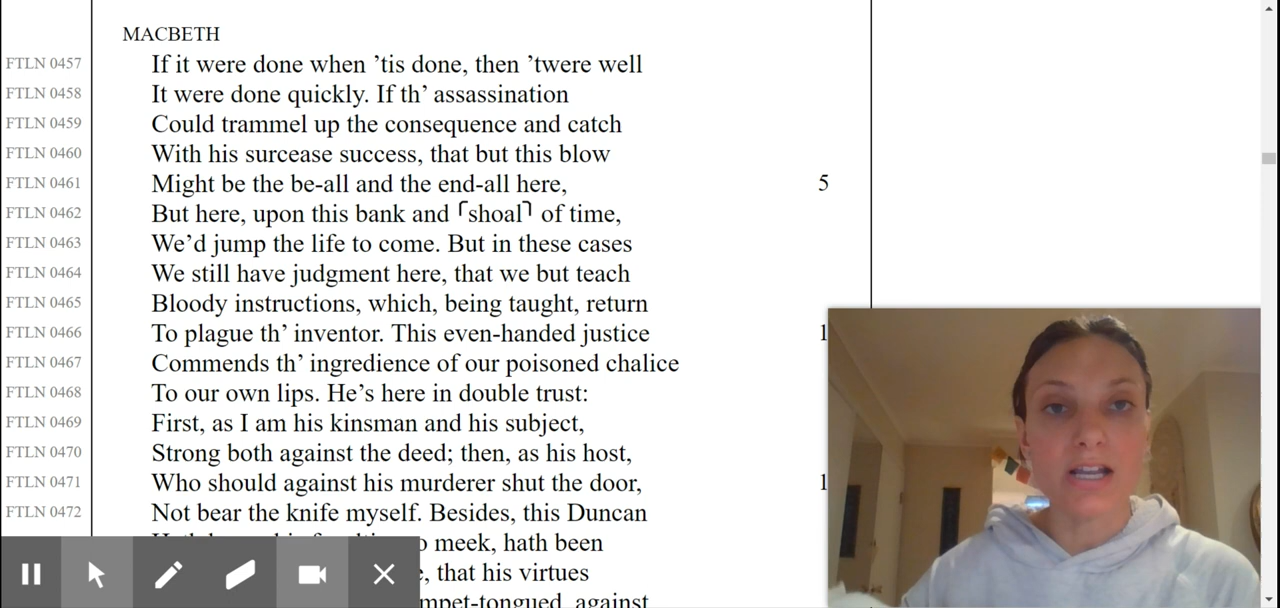 MACBETH
FTLN 0457 If it were done when ’tis done, then ’twere well
FTLN 0458 It were done quickly. If th’ assassination
FTLN 0459 Could trammel up the consequence and catch
FTLN 0460 With his surcease success, that but this blow
FTLN 0461 Might be the be-all and the end-all here, 5
FTLN 0462 But here, upon this bank and ⌜shoal⌝ of time,
FTLN 0463 We’d jump the life to come. But in these cases
FTLN 0464 We still have judgment here, that we but teach
FTLN 0465 Bloody instructions, which, being taught, return
FTLN 0466 To plague th’ inventor. This even-handed justice 1
FTLN 0467 Commends th’ ingredience of our poisoned chalice
FTLN 0468 To our own lips. He’s here in double trust:
FTLN 0469 First, as I am his kinsman and his subject,
FTLN 0470 Strong both against the deed; then, as his host,
FTLN 0471 Who should against his murderer shut the door, 1
FTLN 0472 Not bear the knife myself. Besides, this Duncan
meek, hath been
that his virtues
against